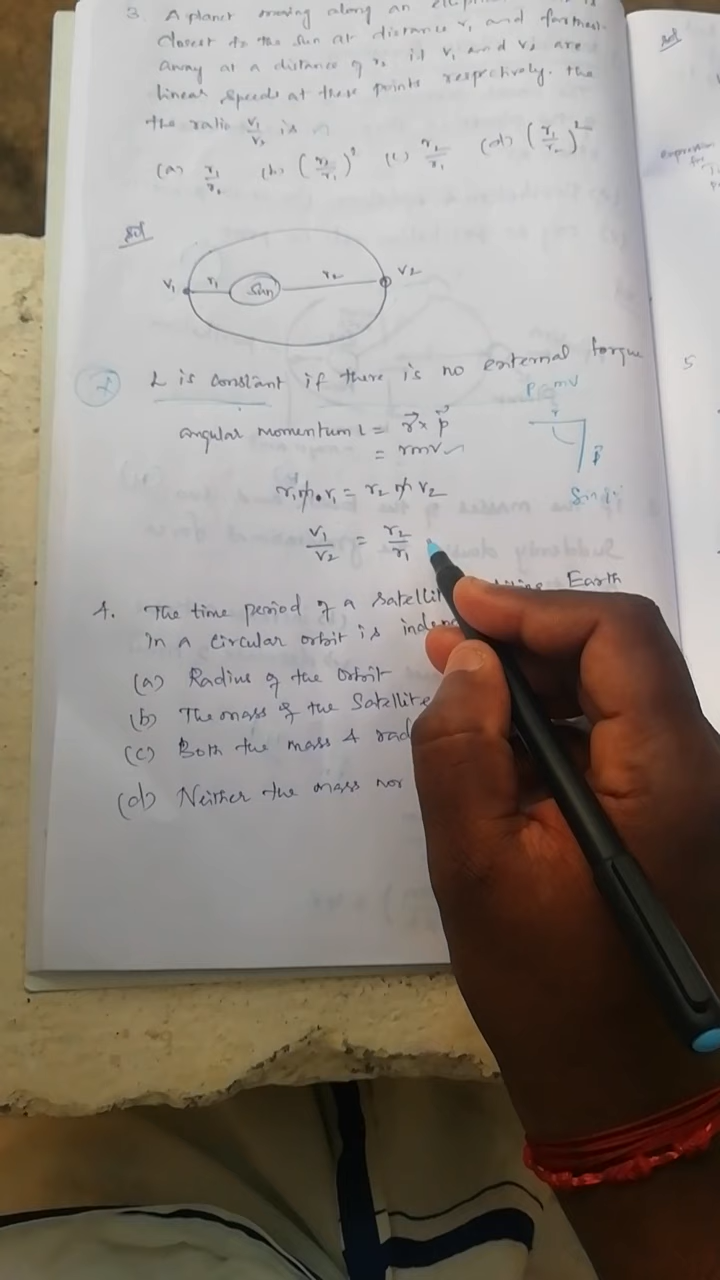 3. A planet moving along an is
closest to the sun at distance r1 and farthest
away at a distance of r2 if v1 and v2 are
linear speeds at these points respectively. the
the ratio v1/v2 is
(a) r1/r2 (b) (r2/r1)² (c) r2/r1 (d) (r1/r2)²
Sol
v1 r1 Sun r2 v2
L is constant if there is no external torque
angular momentum L = r⃗ × p⃗
= rmv
p = mv
r
p⃗
r1 m v1 = r2 m v2
v1/v2 = r2/r1
4. The time period of a Satellite Earth
in a circular orbit is
(a) Radius of the orbit
(b) The mass of the Satellite
(c) Both the mass &
(d) Neither the mass nor
Sol
expression
for
5